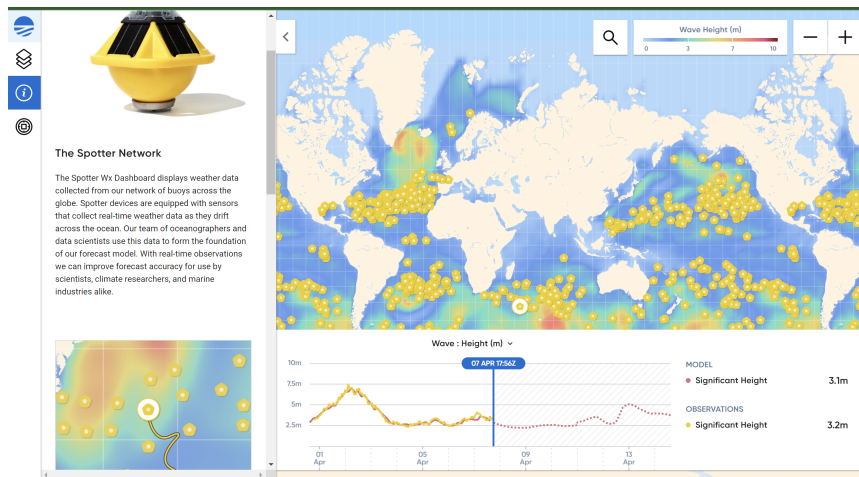 The Spotter Network
The Spotter Wx Dashboard displays weather data
collected from our network of buoys across the
globe. Spotter devices are equipped with sensors
that collect real-time weather data as they drift
across the ocean. Our team of oceanographers and
data scientists use this data to form the foundation
of our forecast model. With real-time observations
we can improve forecast accuracy for use by
scientists, climate researchers, and marine
industries alike.
Wave Height (m)
0 3 7 10
Wave : Height (m)
07 APR 17:56Z
10m
7.5m
5m
2.5m
01 Apr
05 Apr
09 Apr
13 Apr
MODEL
Significant Height 3.1m
OBSERVATIONS
Significant Height 3.2m